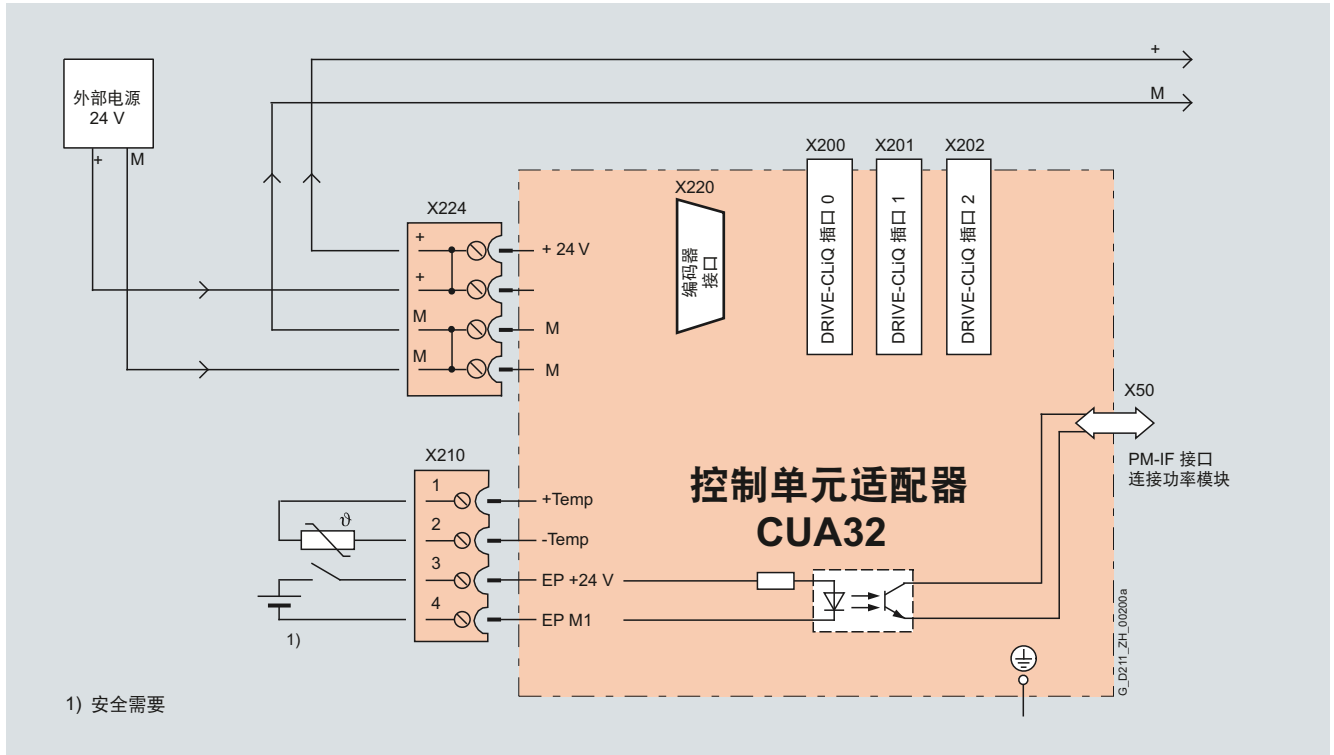 +
M
外部电源
24 V
+ M
X200 X201 X202
X220
X224
+
+ 24 V
+
M
M
M
M
编码器
接口
DRIVE-CLiQ 插口 0
DRIVE-CLiQ 插口 1
DRIVE-CLiQ 插口 2
X50
PM-IF 接口
连接功率模块
X210
控制单元适配器
CUA32
1
+Temp
ϑ
2
-Temp
3
EP +24 V
4
EP M1
1)
G_D211_ZH_00200a
1) 安全需要